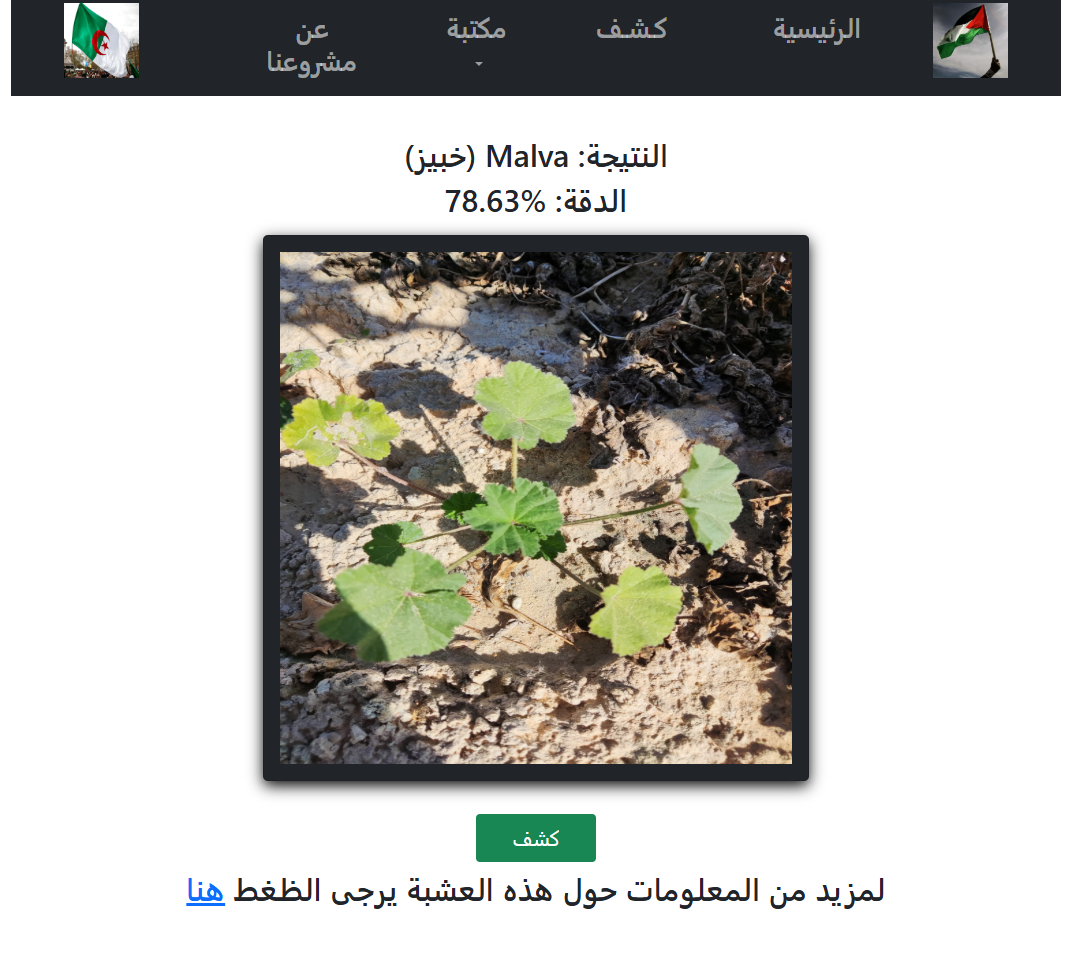 الرئيسية
كشف
مكتبة
عن
مشروعنا
النتيجة: Malva (خبيز)
الدقة: 78.63%
كشف
لمزيد من المعلومات حول هذه العشبة يرجى الظغط هنا